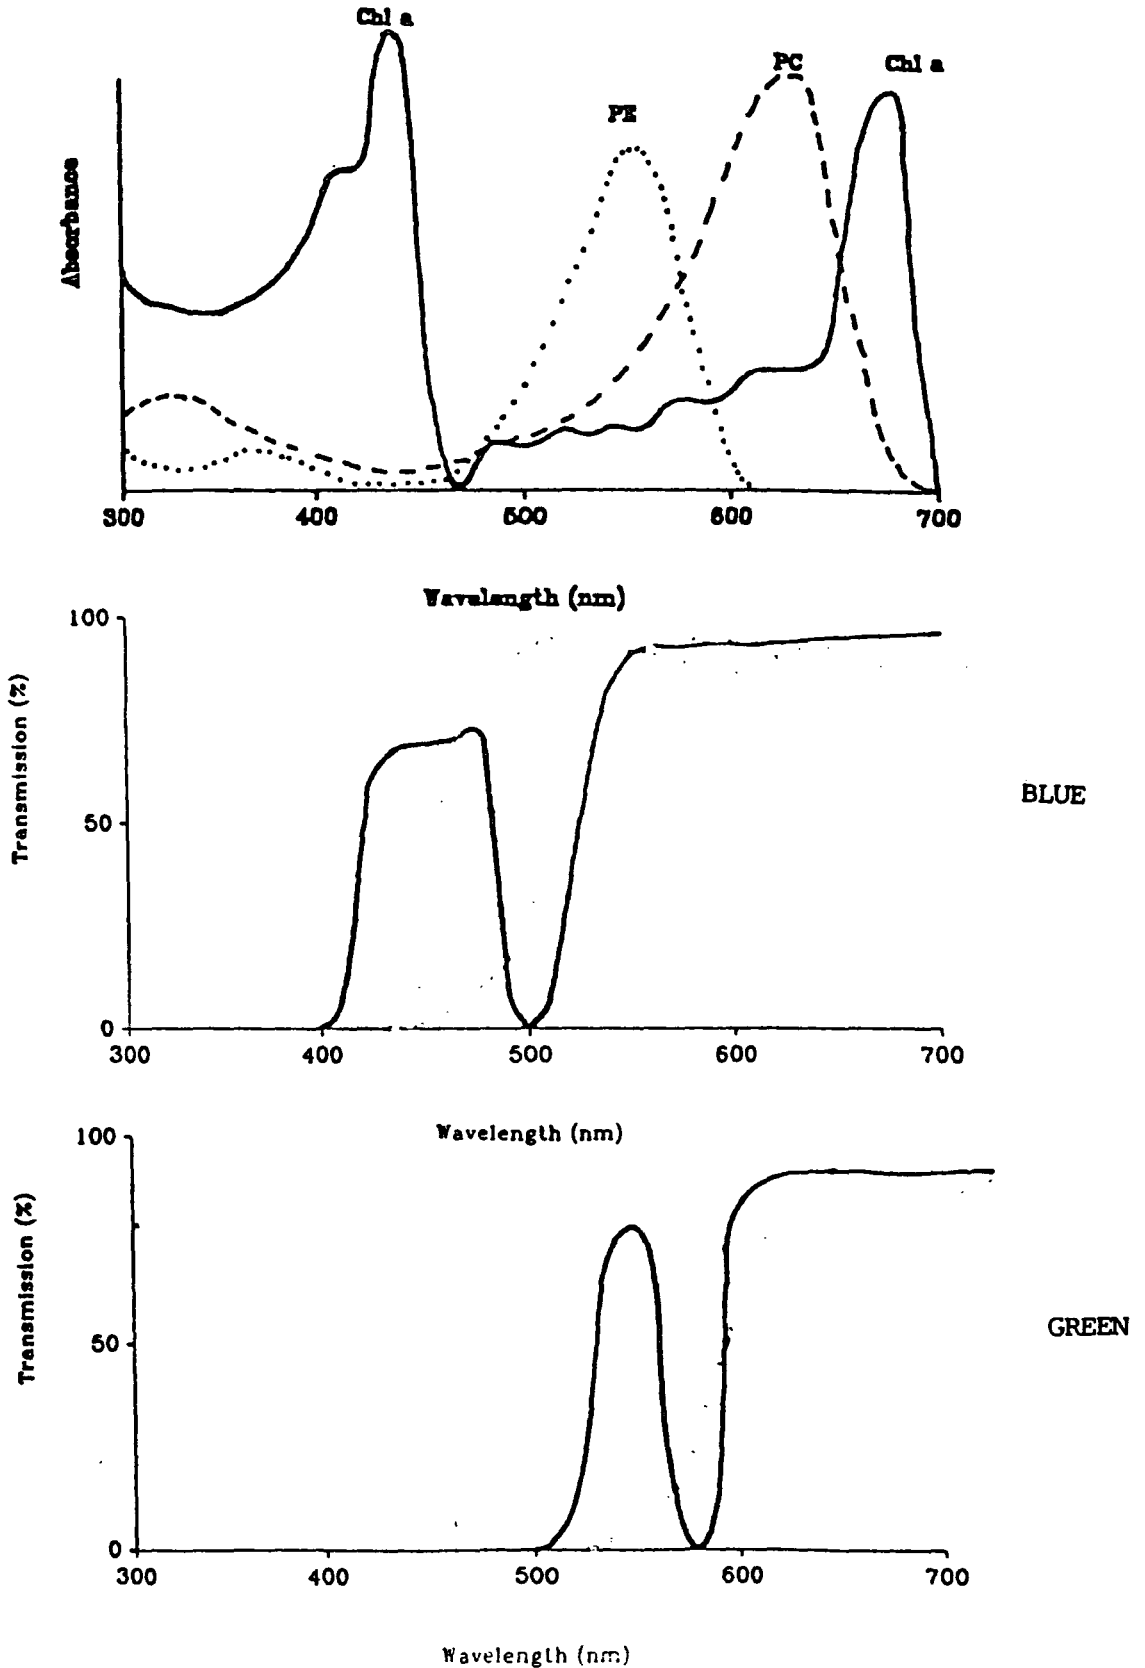 Chl a
PC
Chl a
PE
Absorbance
300 400 500 600 700
Wavelength (nm)
100
Transmission (%)
BLUE
50
0
300 400 500 600 700
Wavelength (nm)
100
Transmission (%)
GREEN
50
0
300 400 500 600 700
Wavelength (nm)